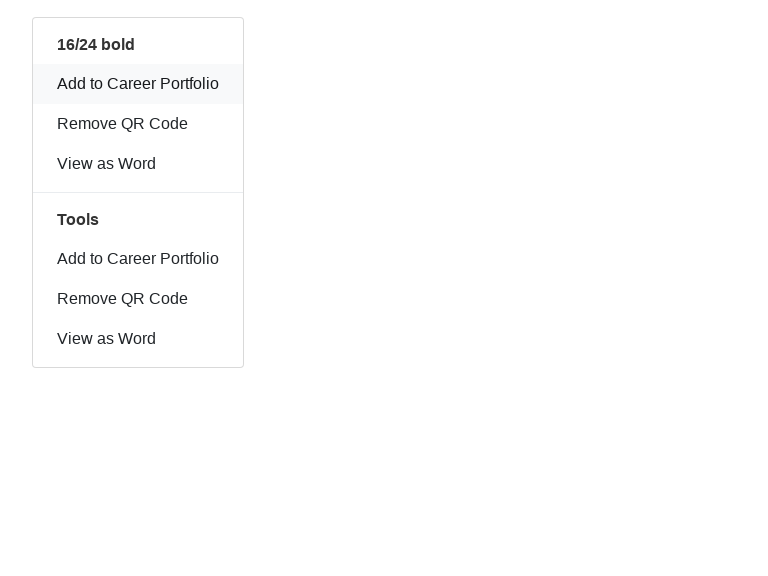 16/24 bold
Add to Career Portfolio
Remove QR Code
View as Word
Tools
Add to Career Portfolio
Remove QR Code
View as Word